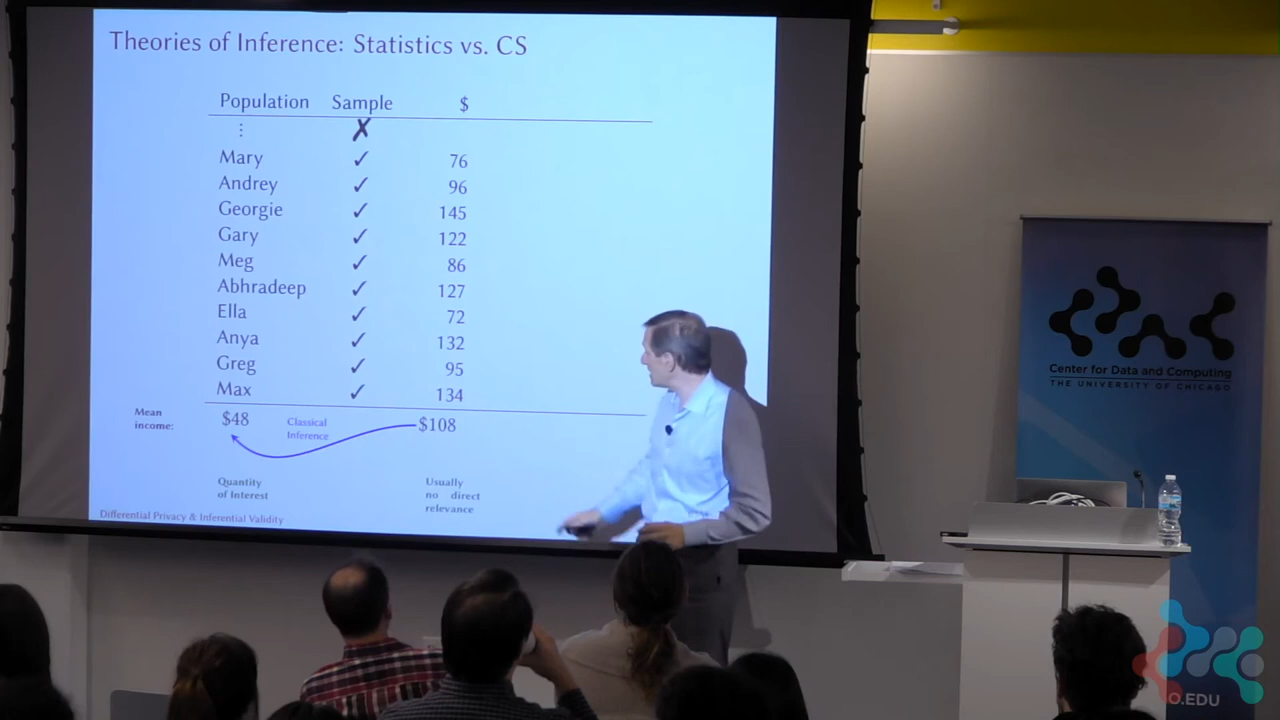 Theories of Inference: Statistics vs. CS
Population Sample $
⋮ ✗
Mary ✓ 76
Andrey ✓ 96
Georgie ✓ 145
Gary ✓ 122
Meg ✓ 86
Abhradeep ✓ 127
Ella ✓ 72
Anya ✓ 132
Greg ✓ 95
Max ✓ 134
Mean
income:
$48
Classical
Inference
$108
Quantity
of Interest
Usually
no direct
relevance
Differential Privacy & Inferential Validity
Center for Data and Computing
THE UNIVERSITY OF CHICAGO
O.EDU